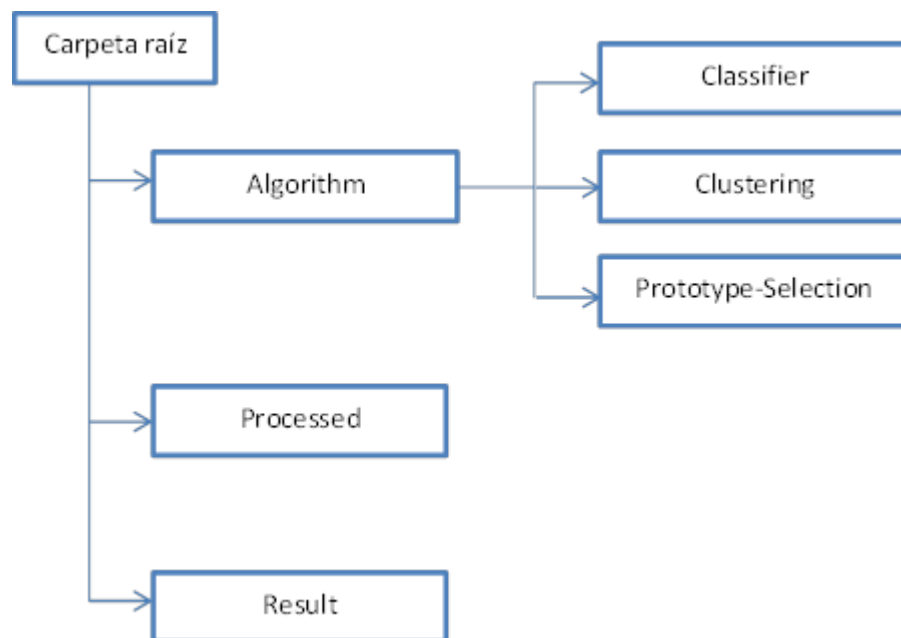 Carpeta raíz
Classifier
Algorithm
Clustering
Prototype-Selection
Processed
Result